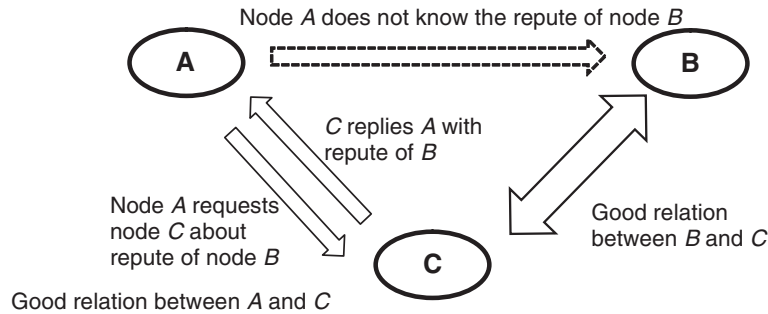 Node A does not know the repute of node B
A
B
C replies A with
repute of B
Node A requests
node C about
repute of node B
Good relation
between B and C
C
Good relation between A and C